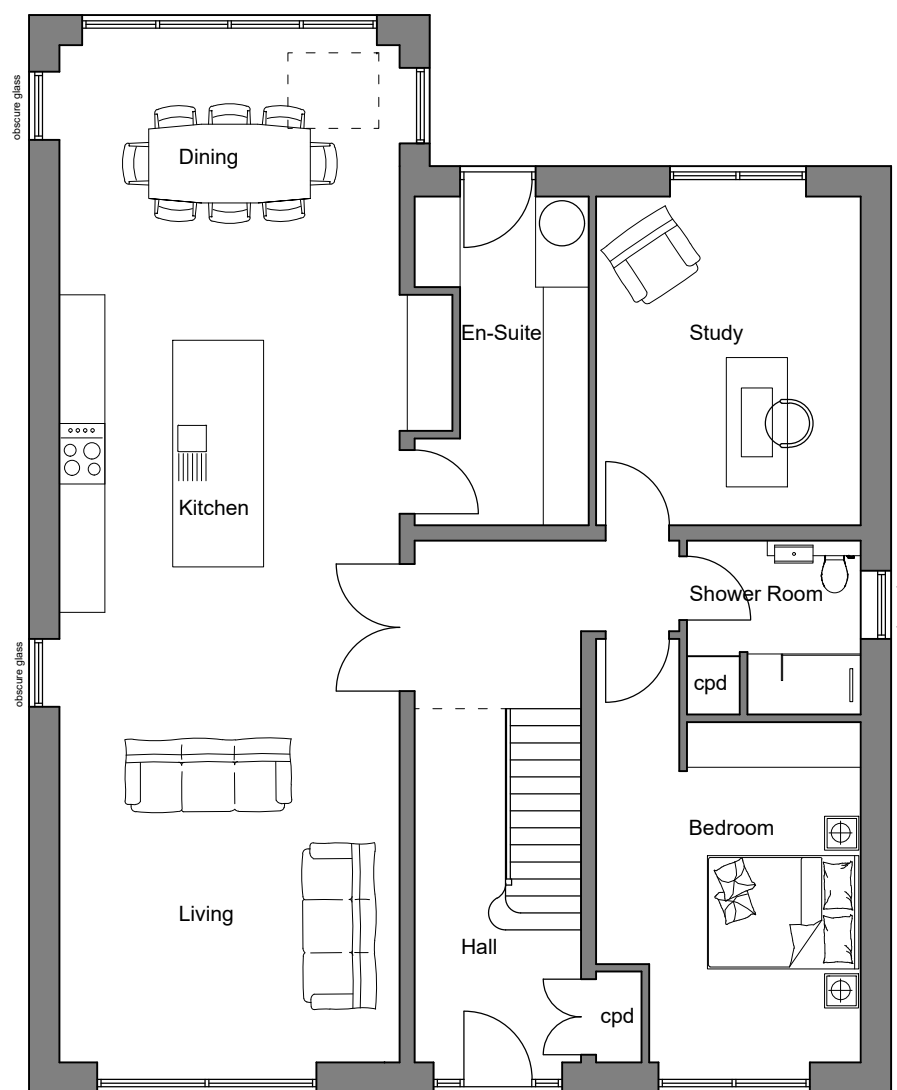 obscure glass
Dining
En-Suite
Study
Kitchen
Shower Room
obscure glass
cpd
Bedroom
Living
Hall
cpd